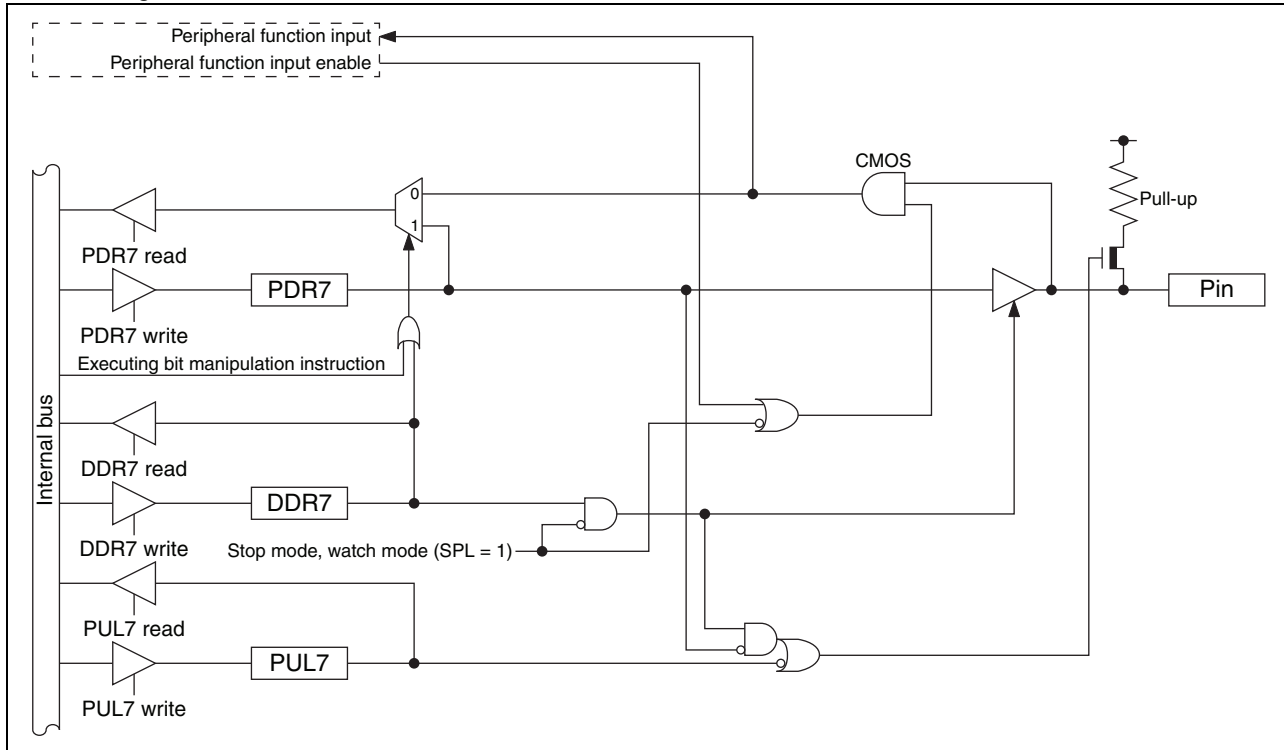 Peripheral function input
Peripheral function input enable
CMOS
0
Pull-up
1
PDR7 read
PDR7
Pin
PDR7 write
Executing bit manipulation instruction
Internal bus
DDR7 read
DDR7
DDR7 write
Stop mode, watch mode (SPL = 1)
PUL7 read
PUL7
PUL7 write